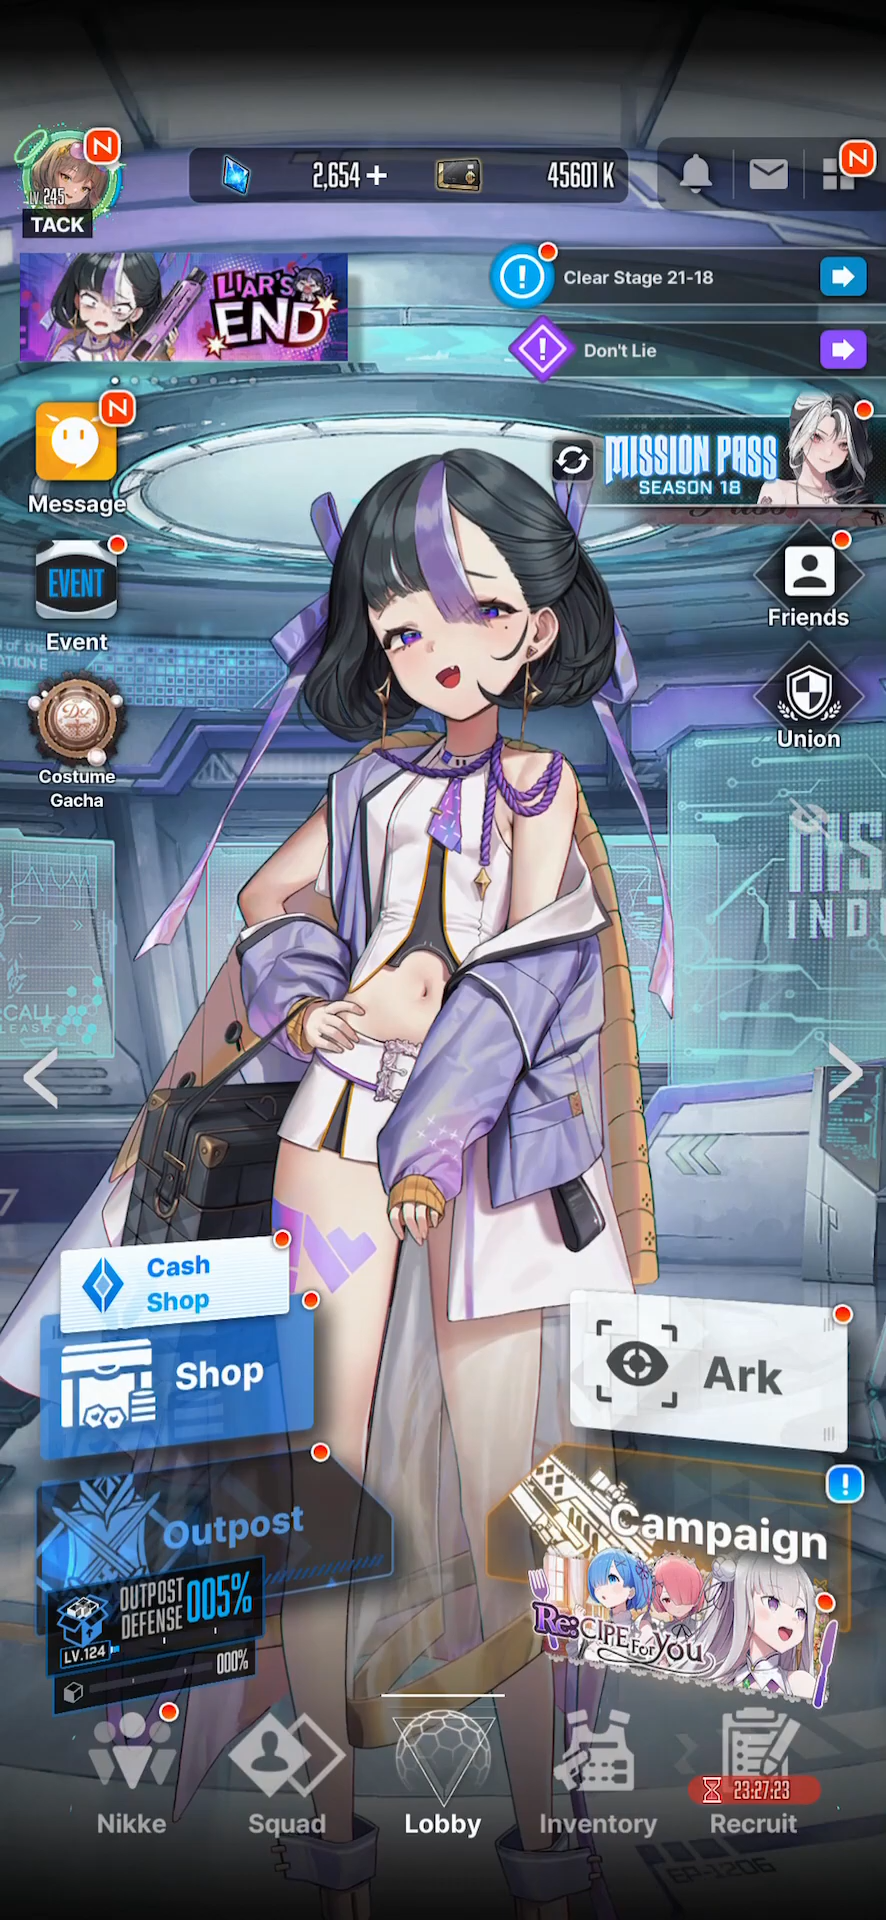 N
LV. 245
TACK
2,654 +
45601 K
N
LIAR'S
END
Clear Stage 21-18
Don't Lie
N
Message
MISSION PASS
SEASON 18
EVENT
Event
Friends
Costume
Gacha
Union
MIS
INDU
Cash
Shop
Shop
Ark
Outpost
Campaign
OUTPOST
DEFENSE
005%
LV.124
000%
Re:CIPE FOR YOU
23:27:23
Nikke
Squad
Lobby
Inventory
Recruit